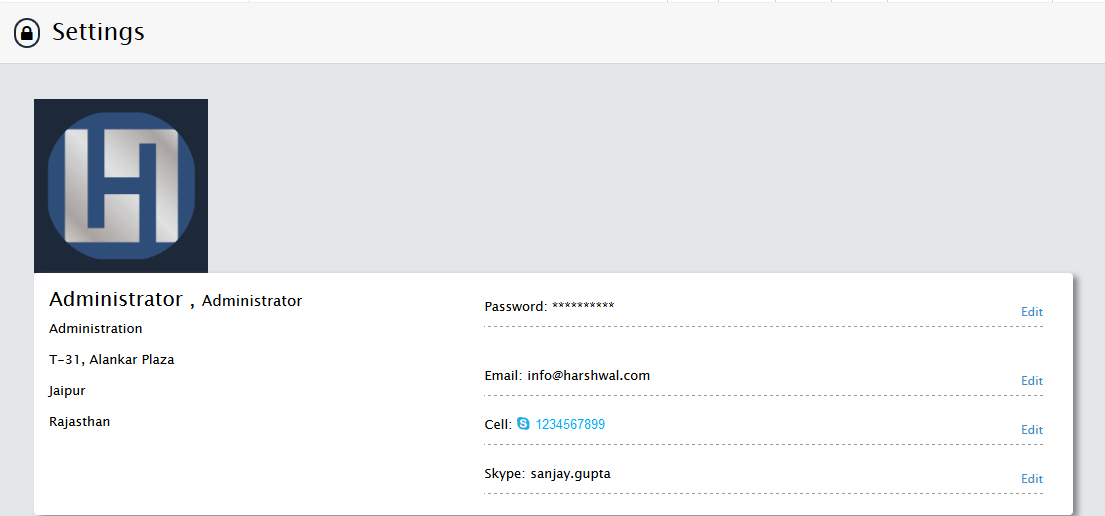 Settings
Administrator , Administrator
Administration
T-31, Alankar Plaza
Jaipur
Rajasthan
Password: **********
Edit
Email: info@harshwal.com
Edit
Cell: 1234567899
Edit
Skype: sanjay.gupta
Edit